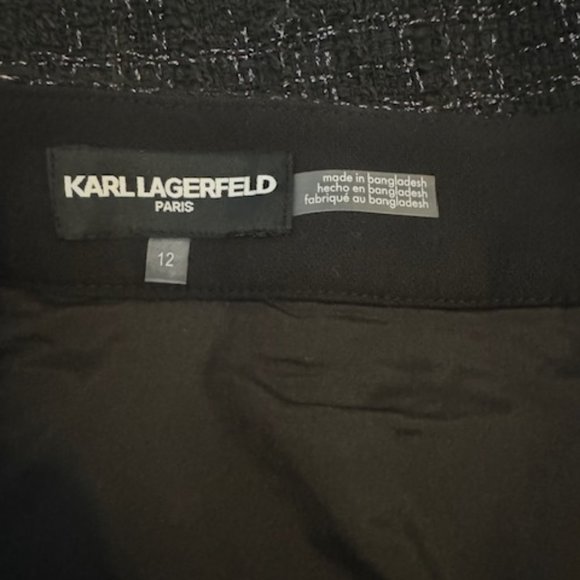 KARL LAGERFELD
PARIS
made in bangladesh
hecho en bangladesh
fabriqué au bangladesh
12